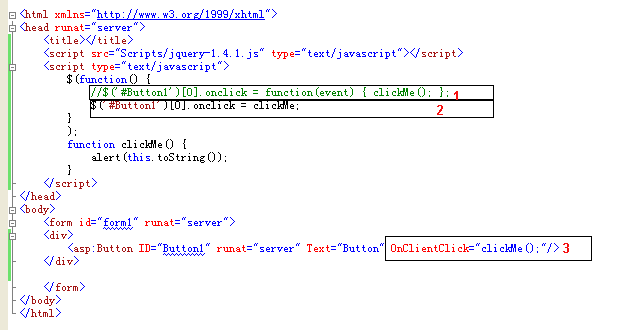 <html xmlns="http://www.w3.org/1999/xhtml">
<head runat="server">
<title></title>
<script src="Scripts/jquery-1.4.1.js" type="text/javascript"></script>
<script type="text/javascript">
$(function() {
//$('#Button1')[0].onclick = function(event) { clickMe(); }; 1
$('#Button1')[0].onclick = clickMe;
2
}
);
function clickMe() {
alert(this.toString());
}
</script>
</head>
<body>
<form id="form1" runat="server">
<div>
<asp:Button ID="Button1" runat="server" Text="Button" OnClientClick="clickMe();"/> 3
</div>
</form>
</body>
</html>